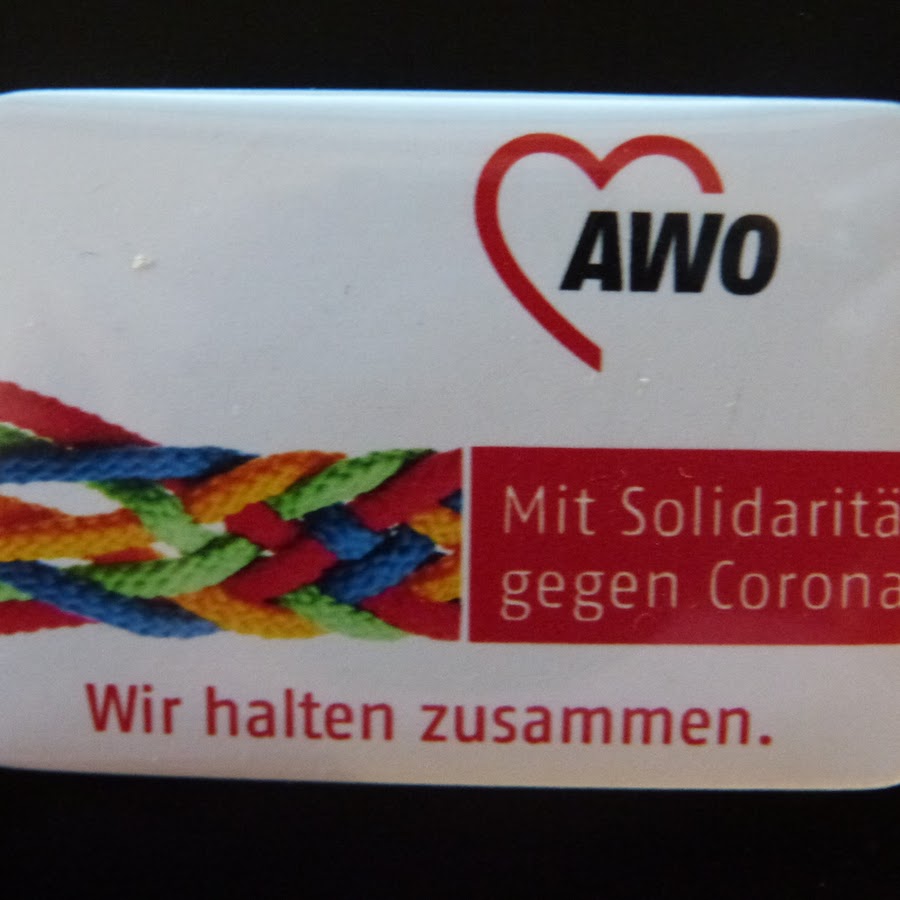 AWO
Mit Solidaritä
gegen Corona
Wir halten zusammen.